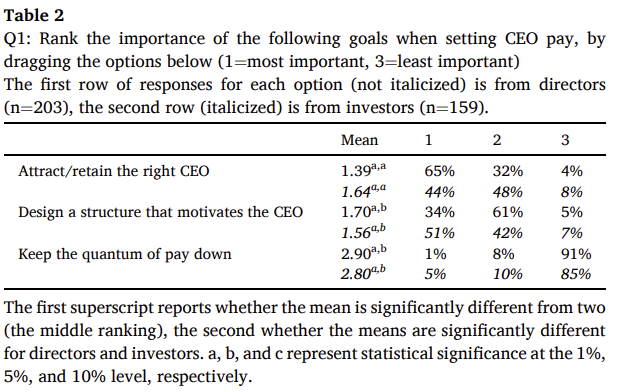 Table 2
Q1: Rank the importance of the following goals when setting CEO pay, by
dragging the options below (1=most important, 3=least important)
The first row of responses for each option (not italicized) is from directors
(n=203), the second row (italicized) is from investors (n=159).
Mean 1 2 3
Attract/retain the right CEO 1.39a,a 65% 32% 4%
1.64a,a 44% 48% 8%
Design a structure that motivates the CEO 1.70a,b 34% 61% 5%
1.56a,b 51% 42% 7%
Keep the quantum of pay down 2.90a,b 1% 8% 91%
2.80a,b 5% 10% 85%
The first superscript reports whether the mean is significantly different from two
(the middle ranking), the second whether the means are significantly different
for directors and investors. a, b, and c represent statistical significance at the 1%,
5%, and 10% level, respectively.